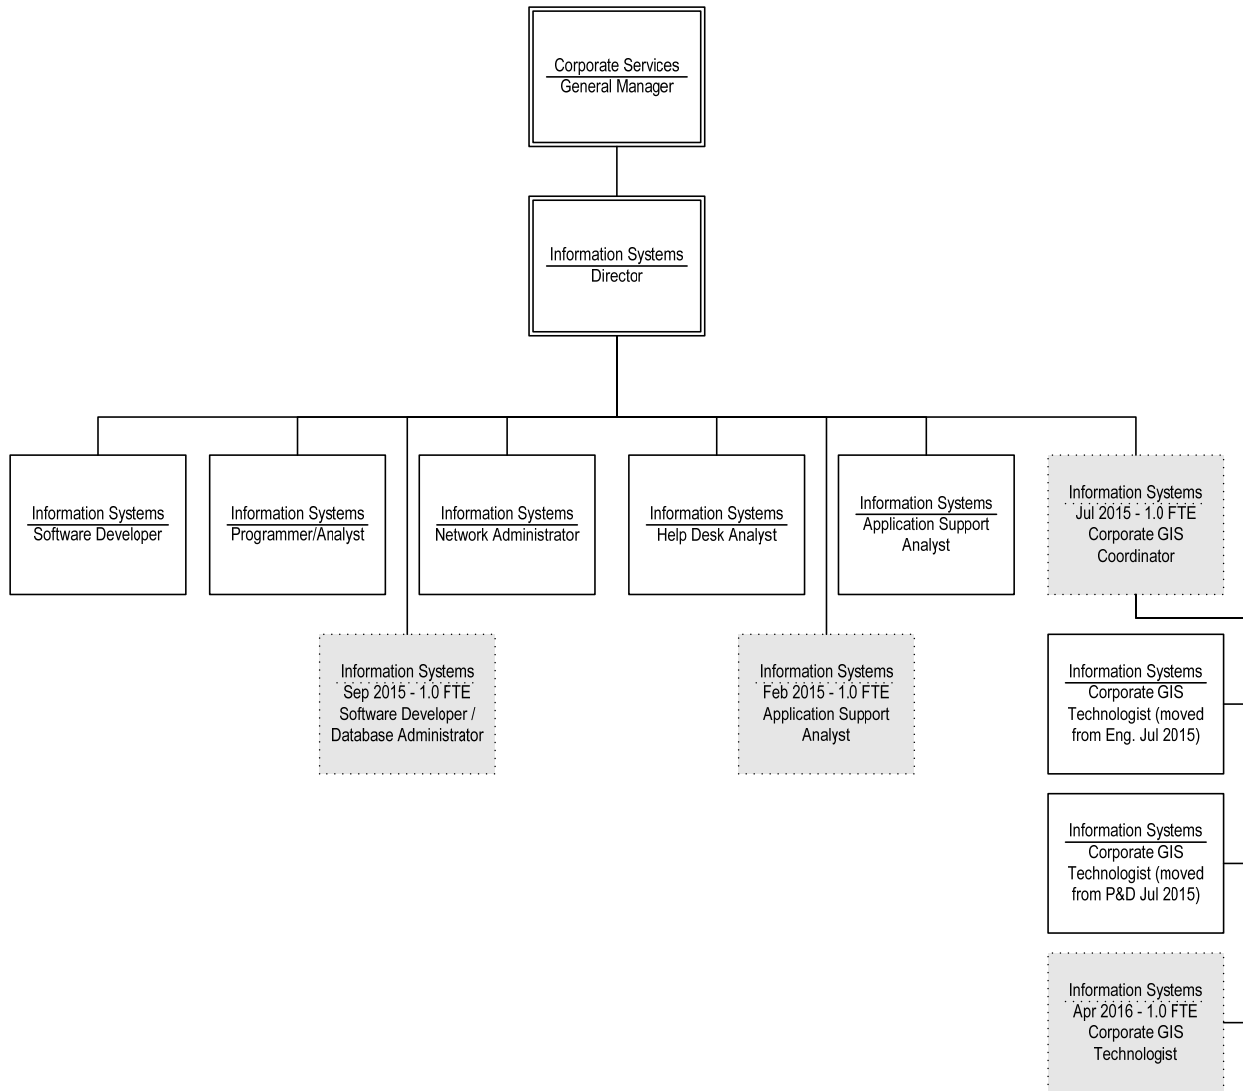 Corporate Services
General Manager
Information Systems
Director
Information Systems
Software Developer
Information Systems
Programmer/Analyst
Information Systems
Network Administrator
Information Systems
Help Desk Analyst
Information Systems
Application Support
Analyst
Information Systems
Jul 2015 - 1.0 FTE
Corporate GIS
Coordinator
Information Systems
Sep 2015 - 1.0 FTE
Software Developer /
Database Administrator
Information Systems
Feb 2015 - 1.0 FTE
Application Support
Analyst
Information Systems
Corporate GIS
Technologist (moved
from Eng. Jul 2015)
Information Systems
Corporate GIS
Technologist (moved
from P&D Jul 2015)
Information Systems
Apr 2016 - 1.0 FTE
Corporate GIS
Technologist